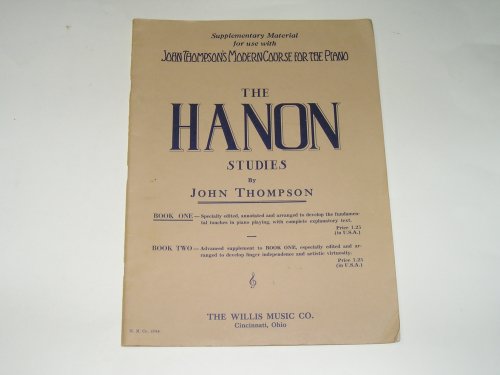 Supplementary Material
for use with
JOHN THOMPSON'S MODERN COURSE FOR THE PIANO
THE
HANON
STUDIES
By
JOHN THOMPSON
BOOK ONE—Specially edited, annotated and arranged to develop the fundamen-
tal touches in piano playing, with complete explanatory text.
Price 1.25
(in U.S.A.)
BOOK TWO—Advanced supplement to BOOK ONE, especially edited and ar-
ranged to develop finger independence and artistic virtuosity.
Price 1.25
(in U.S.A.)
THE WILLIS MUSIC CO.
Cincinnati, Ohio
W. M. Co.